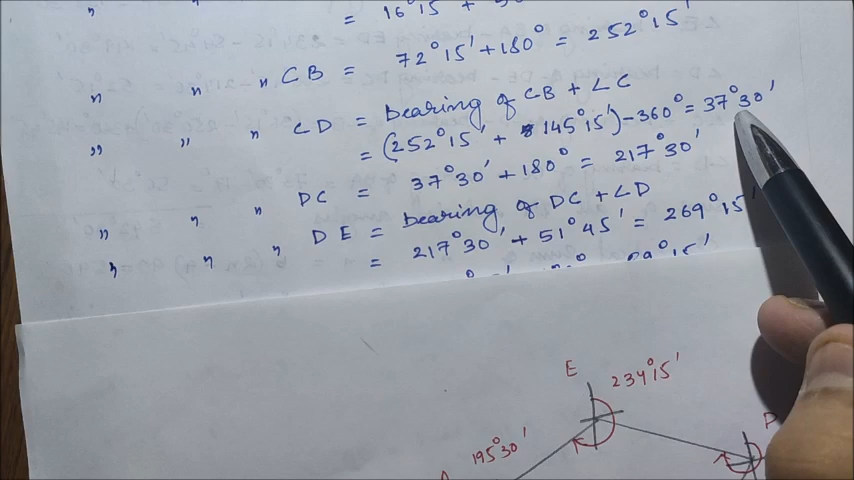 " " = 16°15'
" " " CB = 72°15' + 180° = 252°15'
" " " CD = bearing of CB + ∠C
= (252°15' + 145°15') - 360° = 37°30'
" " " DC = 37°30' + 180° = 217°30'
" " " DE = bearing of DC + ∠D
" " = 217°30' + 51°45' = 269°15'
E 234°15'
195°30'